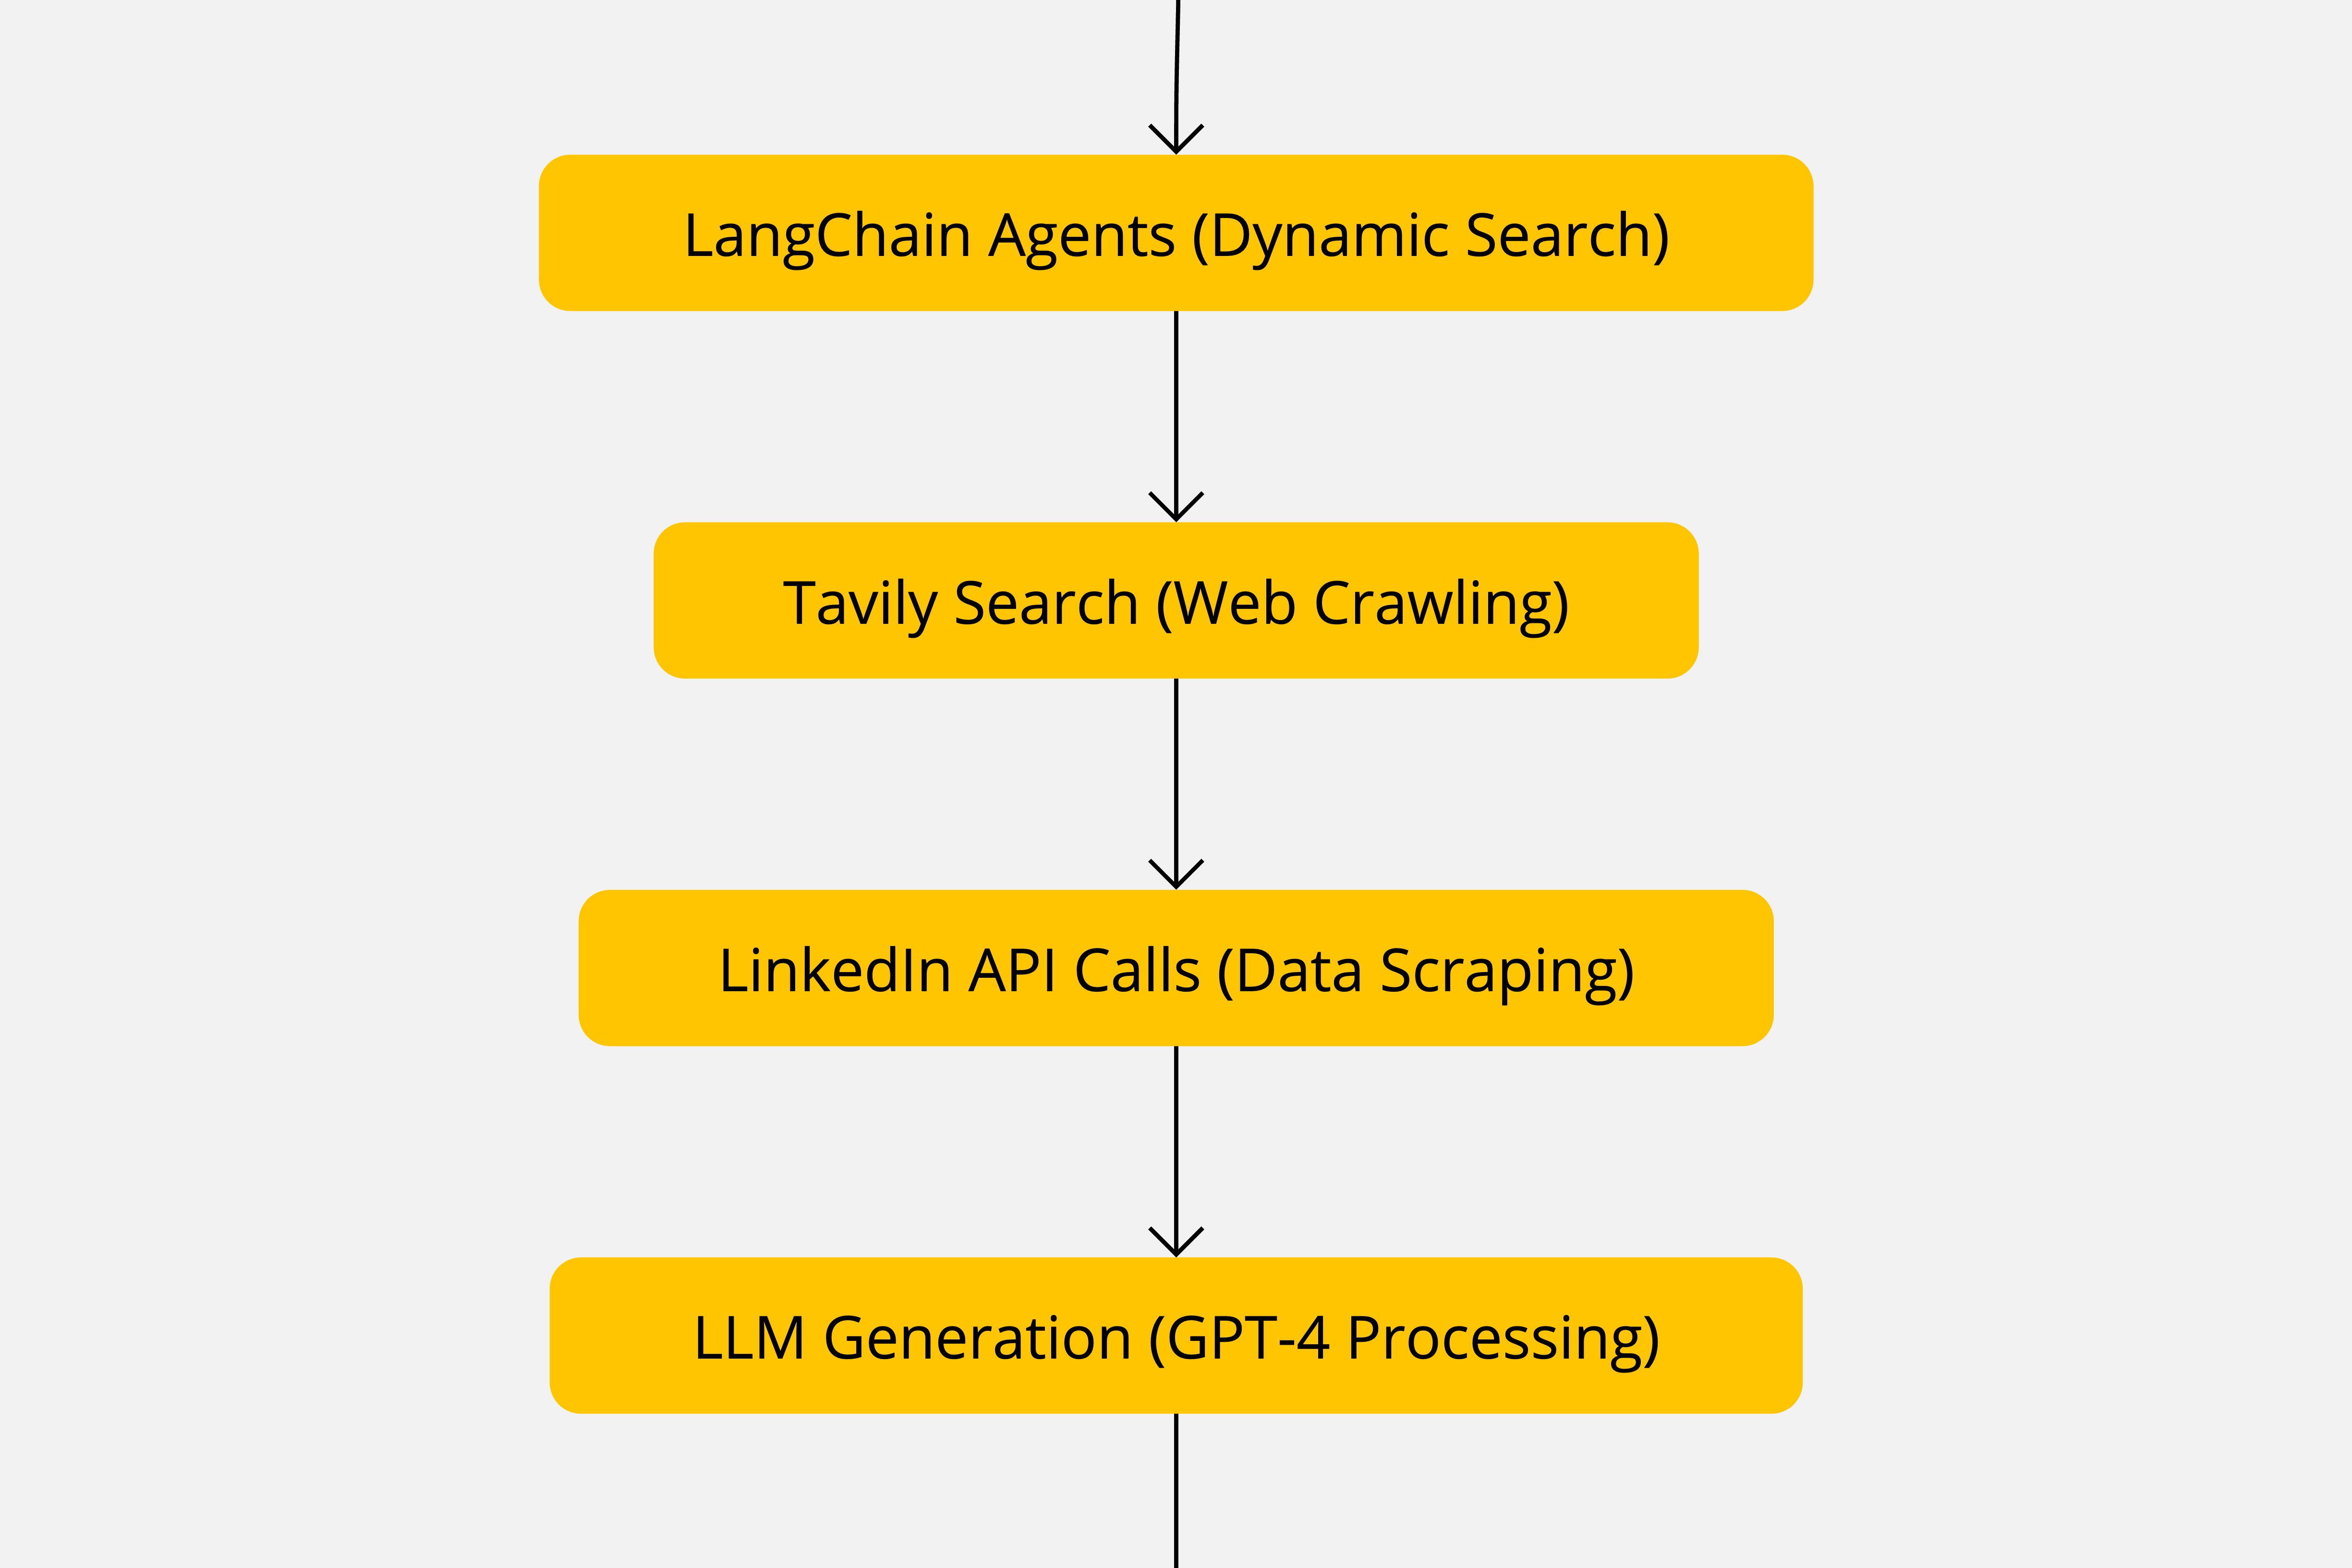 LangChain Agents (Dynamic Search)
Tavily Search (Web Crawling)
LinkedIn API Calls (Data Scraping)
LLM Generation (GPT-4 Processing)